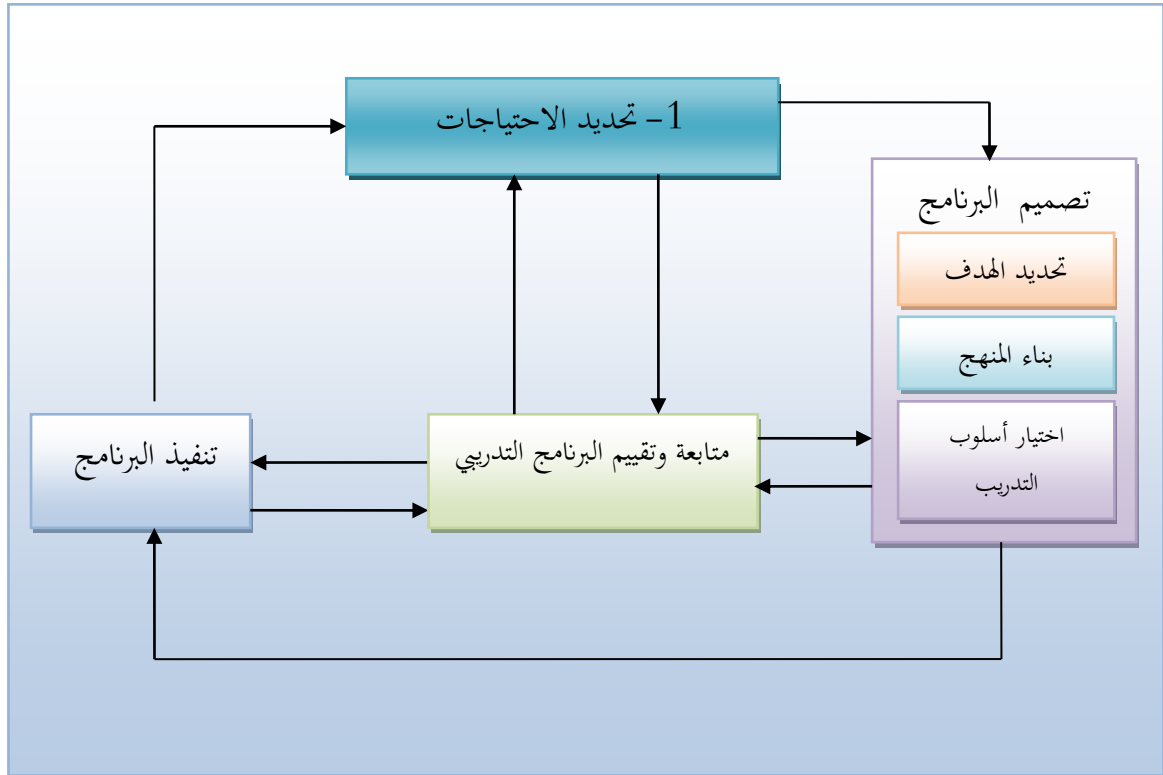 1- تحديد الاحتياجات
تصميم البرنامج
تحديد الهدف
بناء المنهج
اختيار أسلوب
التدريب
متابعة وتقييم البرنامج التدريبي
تنفيذ البرنامج